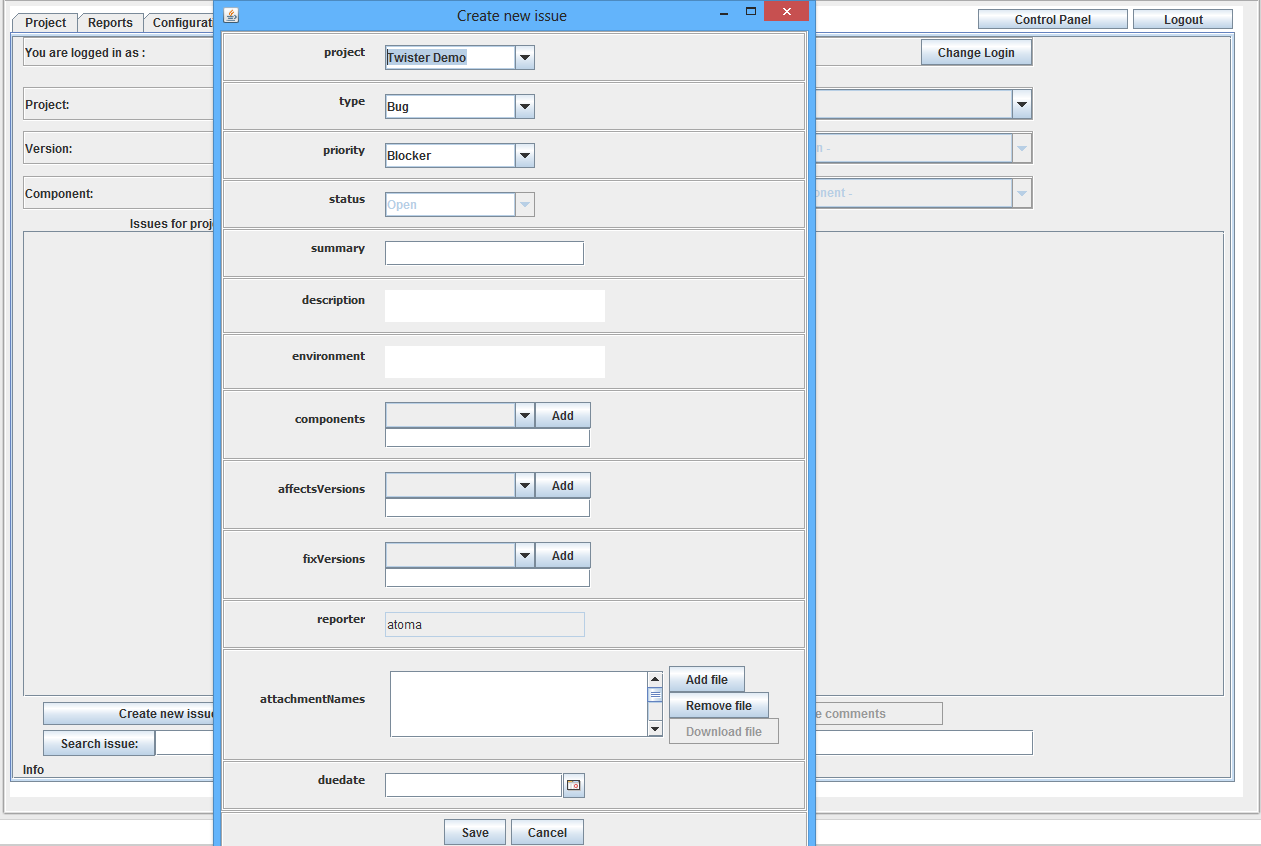 Create new issue
Project Reports Configurat
Control Panel Logout
You are logged in as :
Change Login
Project:
Version:
Component:
Issues for proj
project Twister Demo
type Bug
priority Blocker
status Open
summary
description
environment
components Add
affectsVersions Add
fixVersions Add
reporter atoma
attachmentNames
Add file
Remove file
Download file
duedate
Save Cancel
n -
onent -
Create new issue
e comments
Search issue:
Info